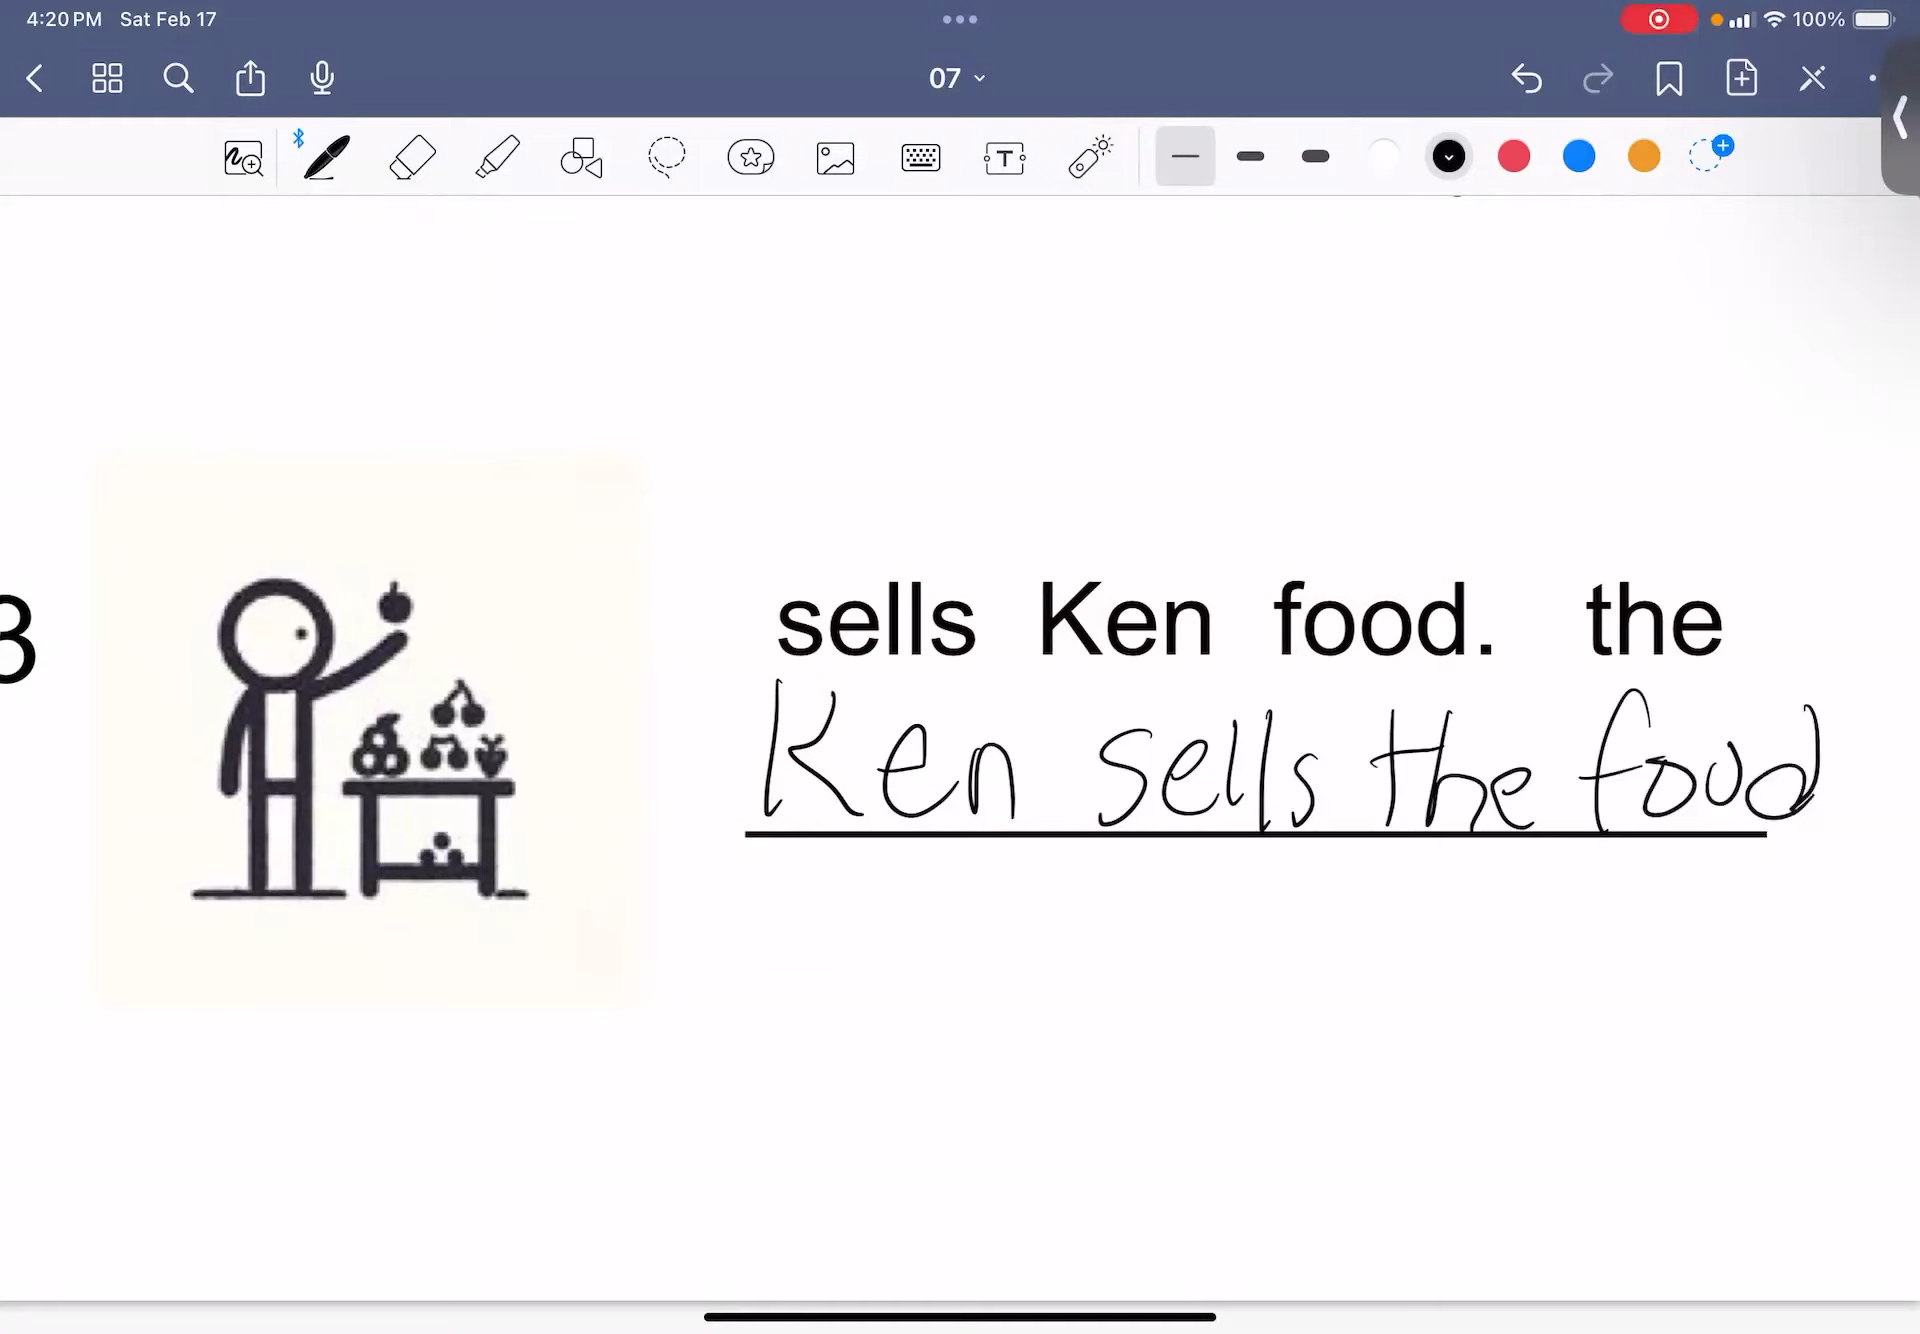 4:20 PM Sat Feb 17
100%
07
T
3
sells Ken food. the
Ken sells the food